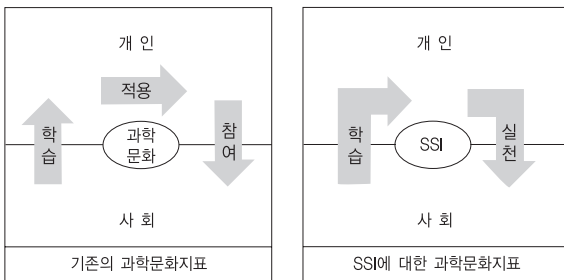 개 인
적용
학습
과학
문화
참여
사 회
기존의 과학문화지표
개 인
학습
SSI
실천
사 회
SSI에 대한 과학문화지표